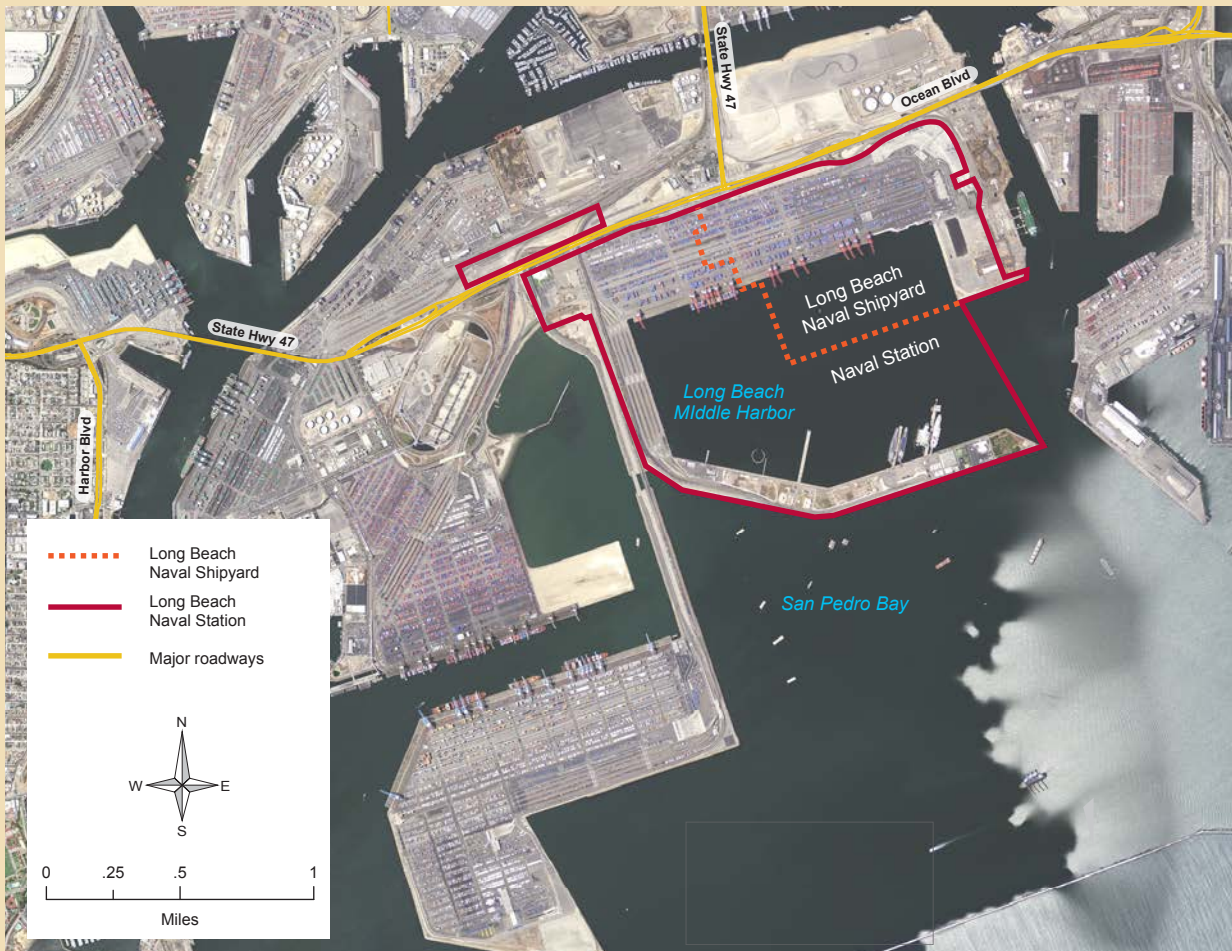 State Hwy 47
Ocean Blvd
Long Beach
Naval Shipyard
Naval Station
State Hwy 47
Long Beach
MIddle Harbor
Harbor Blvd
San Pedro Bay
Long Beach
Naval Shipyard
Long Beach
Naval Station
Major roadways
N
W E
S
0 .25 .5 1
Miles